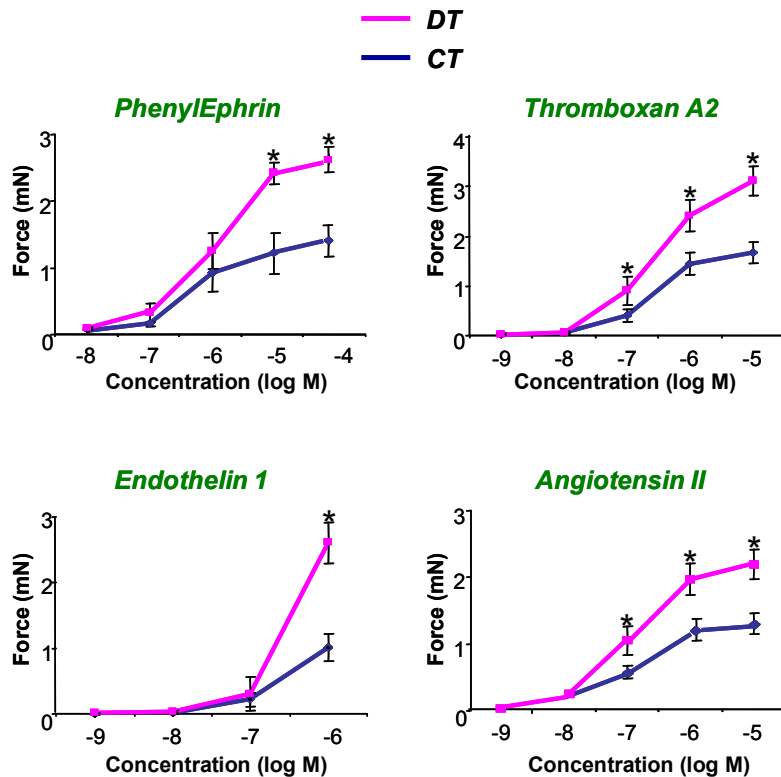 DT
CT
PhenylEphrin
Force (mN)
3
2
1
0
-8 -7 -6 -5 -4
Concentration (log M)
* *
Thromboxan A2
Force (mN)
4
3
2
1
0
-9 -8 -7 -6 -5
Concentration (log M)
* * *
Endothelin 1
Force (mN)
3
2
1
0
-9 -8 -7 -6
Concentration (log M)
*
Angiotensin II
Force (mN)
3
2
1
0
-9 -8 -7 -6 -5
Concentration (log M)
* * *